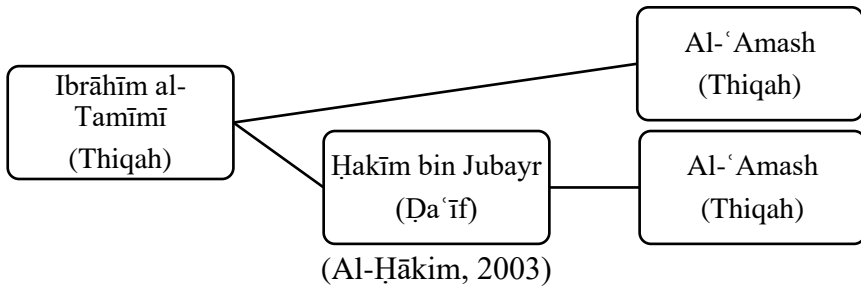 Ibrāhīm al-
Tamīmī
(Thiqah)
Al-ʿAmash
(Thiqah)
Ḥakīm bin Jubayr
(Ḍaʿīf)
Al-ʿAmash
(Thiqah)
(Al-Ḥākim, 2003)